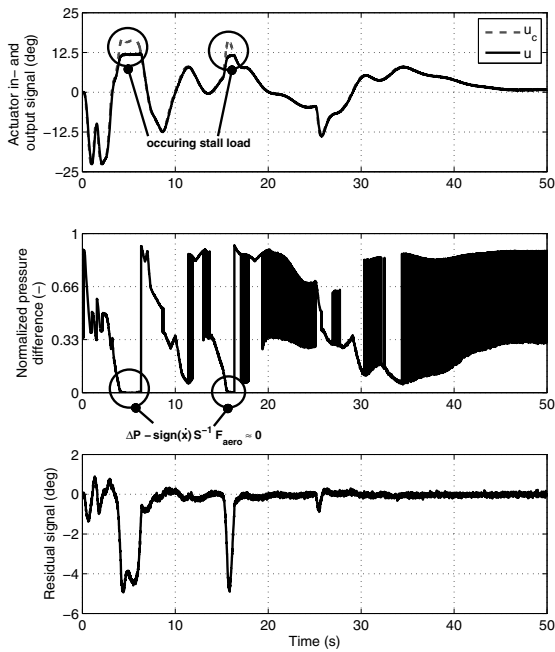 Actuator in− and
output signal (deg)
25
12.5
0
−12.5
−25
0 10 20 30 40 50
u_c
u
occuring stall load
Normalized pressure
difference (−)
1
0.66
0.33
0
0 10 20 30 40 50
ΔP − sign(ẋ) S⁻¹ F_aero ≈ 0
Residual signal (deg)
2
0
−2
−4
−6
0 10 20 30 40 50
Time (s)